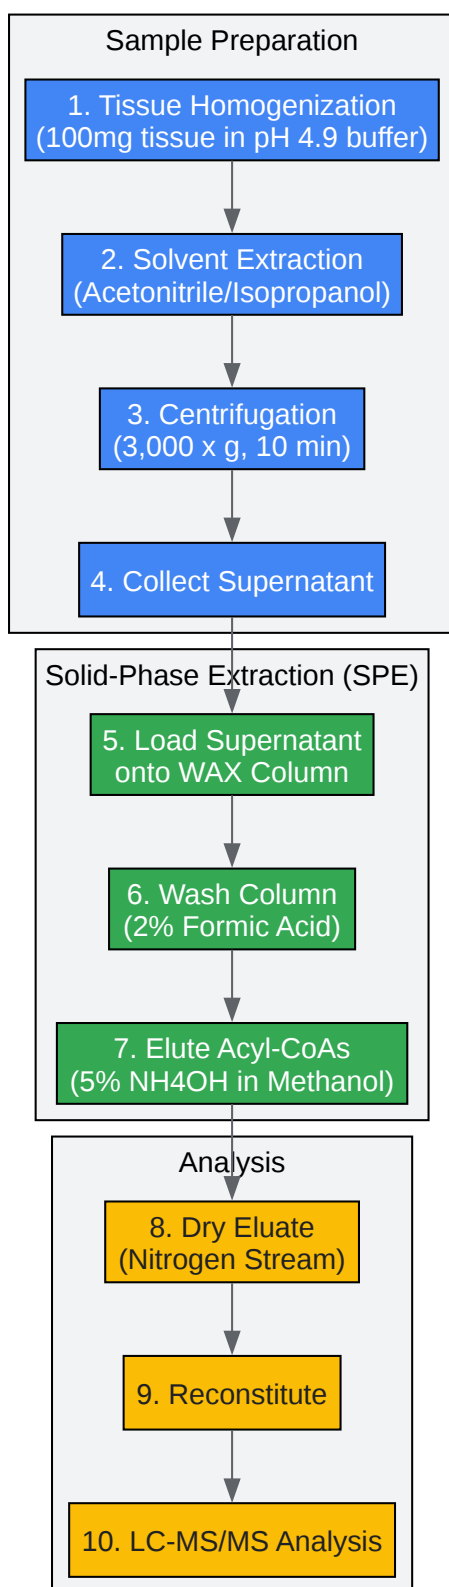 Sample Preparation
1. Tissue Homogenization
(100mg tissue in pH 4.9 buffer)
2. Solvent Extraction
(Acetonitrile/Isopropanol)
3. Centrifugation
(3,000 x g, 10 min)
4. Collect Supernatant
Solid-Phase Extraction (SPE)
5. Load Supernatant
onto WAX Column
6. Wash Column
(2% Formic Acid)
7. Elute Acyl-CoAs
(5% NH4OH in Methanol)
Analysis
8. Dry Eluate
(Nitrogen Stream)
9. Reconstitute
10. LC-MS/MS Analysis